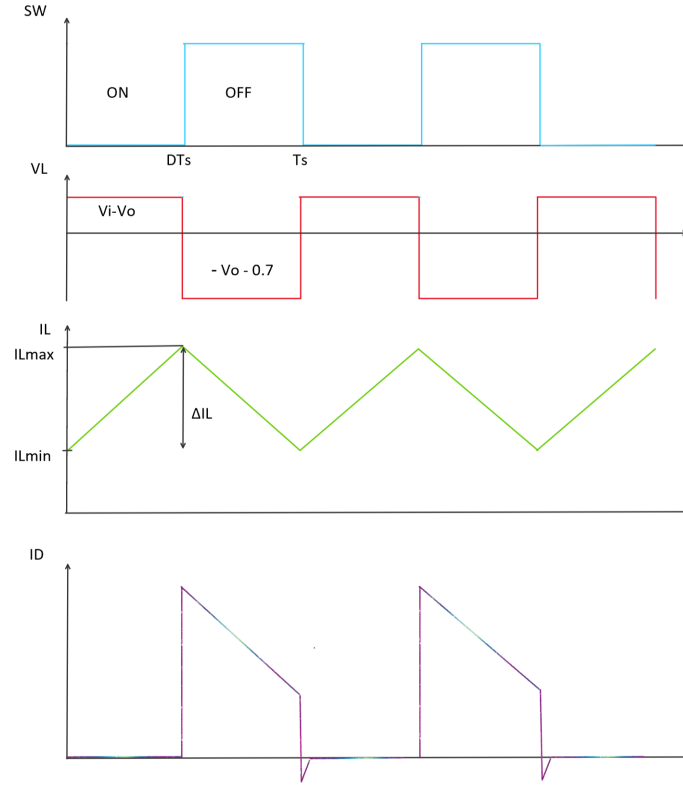 SW
ON
OFF
DTs
Ts
VL
Vi-Vo
- Vo - 0.7
IL
ILmax
ΔIL
ILmin
ID